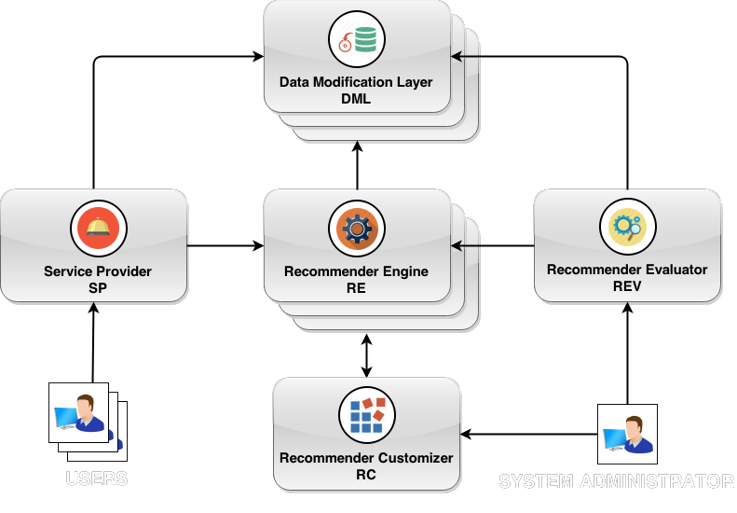 Data Modification Layer
DML
Service Provider
SP
Recommender Engine
RE
Recommender Evaluator
REV
Recommender Customizer
RC
USERS
SYSTEM ADMINISTRATOR